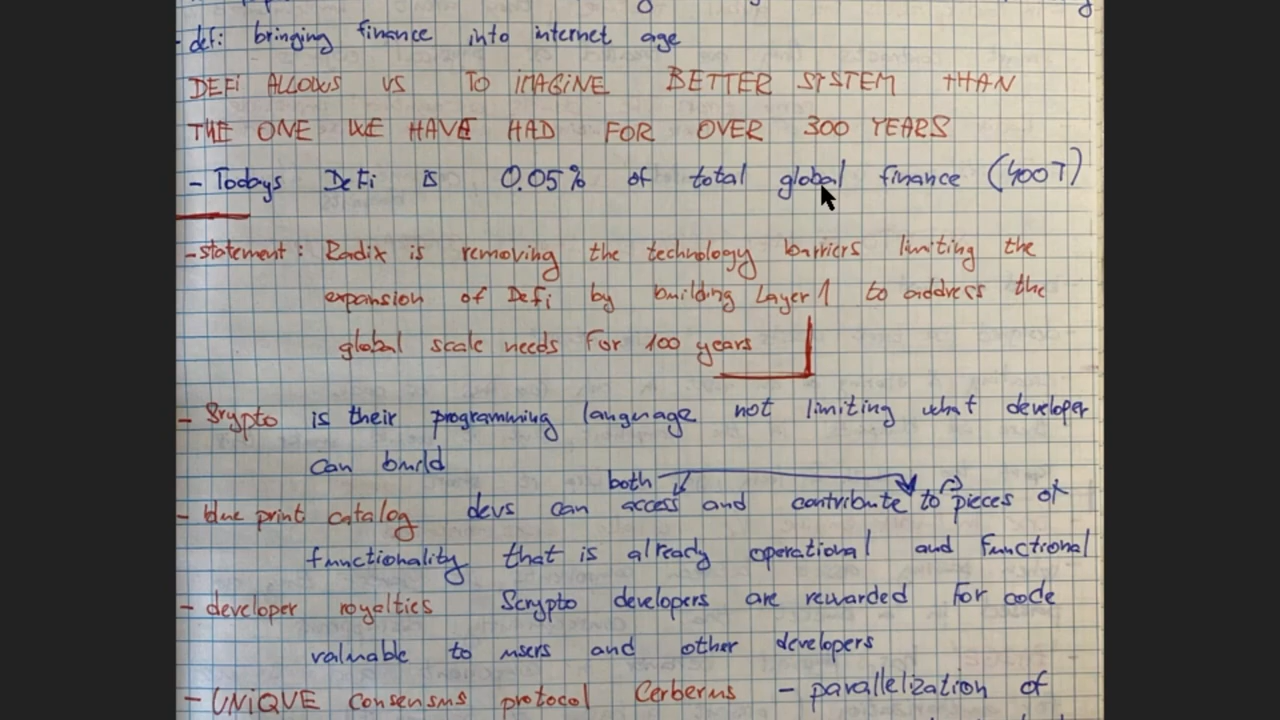 - defi: bringing finance into internet age
DEFi ALLOWS US TO iMAGiNE BETTER SYSTEM THAN
THE ONE WE HAVE HAD FOR OVER 300 YEARS
- Todays DeFi is 0.05% of total global finance (400T)
- statement: Radix is removing the technology barriers limiting the
expansion of Defi by building Layer 1 to address the
global scale needs for 100 years
- Srypto is their programming language not limiting what developer
can build
both
- blue print catalog devs can access and contribute to pieces of
functionality that is already operational and functional
- developer royalties Scrypto developers are rewarded for code
valuable to users and other developers
- UNiQUE consensus protocol Cerberus - parallelization of